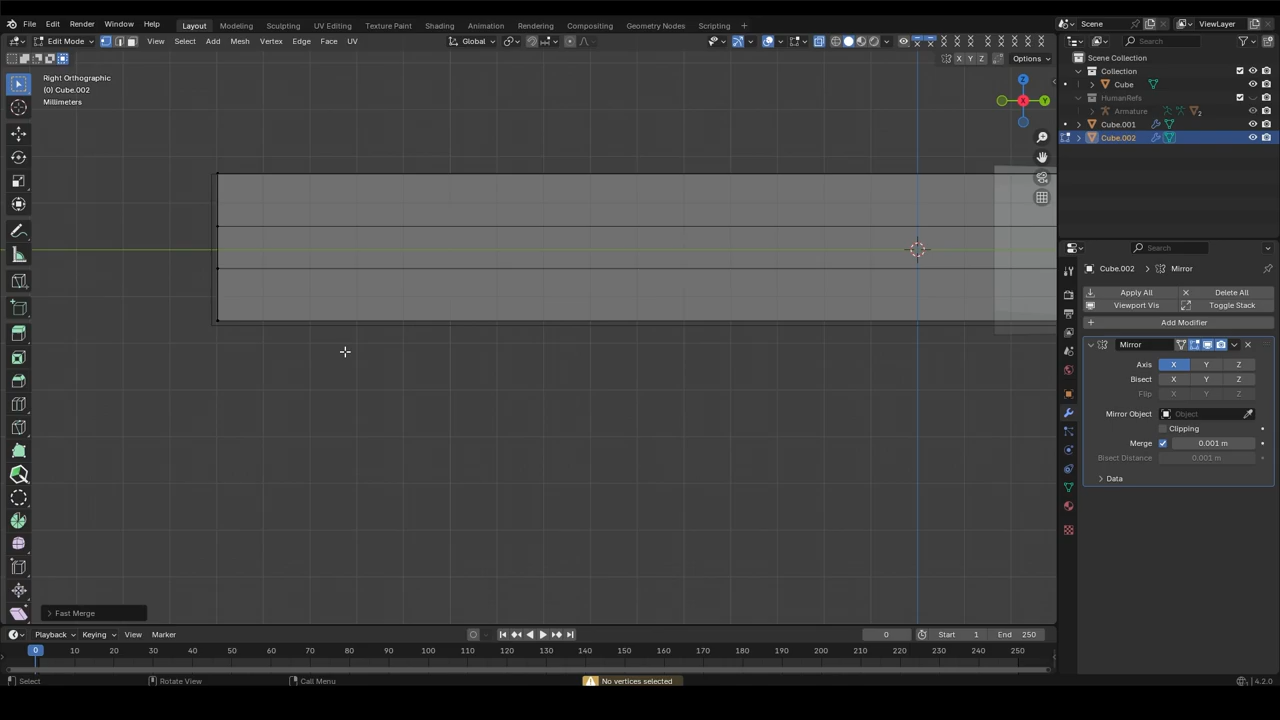 File Edit Render Window Help Layout Modeling Sculpting UV Editing Texture Paint Shading Animation Rendering Compositing Geometry Nodes Scripting + Scene ViewLayer
Edit Mode View Select Add Mesh Vertex Edge Face UV Global Search
X Y Z Options
Scene Collection
Collection
Cube
HumanRefs
Armature 2
Cube.001
Cube.002
Right Orthographic
(0) Cube.002
Millimeters
Z
X
Y
Search
Cube.002 > Mirror
Apply All Delete All
Viewport Vis Toggle Stack
Add Modifier
Mirror
Axis X Y Z
Bisect X Y Z
Flip X Y Z
Mirror Object Object
Clipping
Merge 0.001 m
Bisect Distance 0.001 m
Data
Fast Merge
Playback Keying View Marker 0 Start 1 End 250
0 10 20 30 40 50 60 70 80 90 100 110 120 130 140 150 160 170 180 190 200 210 220 230 240 250
Select Rotate View Call Menu No vertices selected 4.2.0